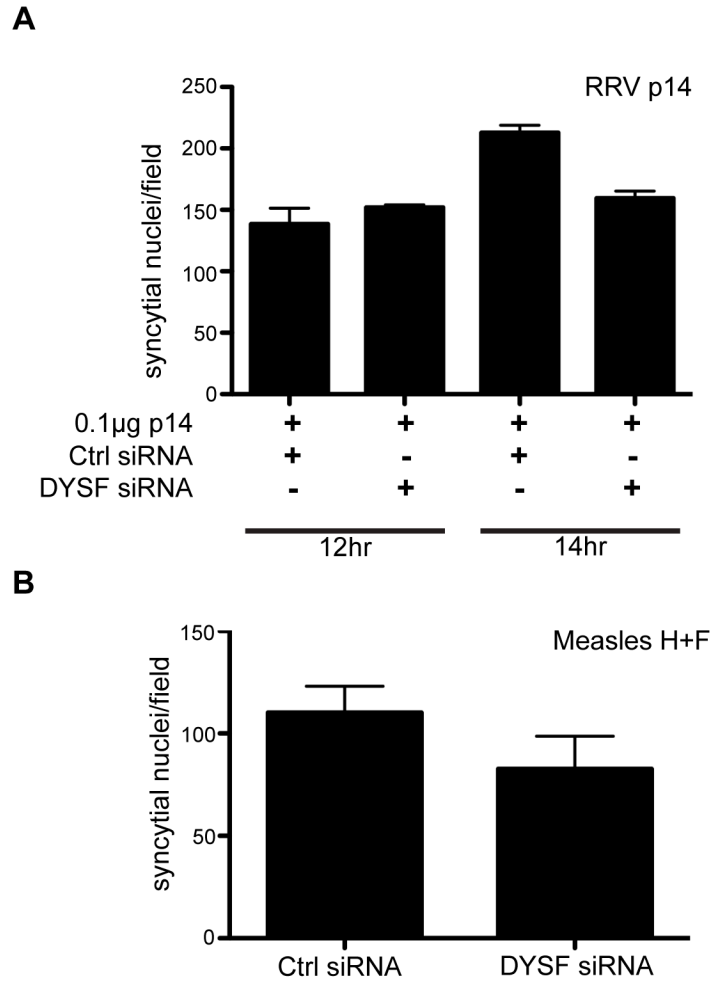 A
RRV p14
syncytial nuclei/field
250
200
150
100
50
0
0.1µg p14 + + + +
Ctrl siRNA + - + -
DYSF siRNA - + - +
12hr 14hr
B
Measles H+F
syncytial nuclei/field
150
100
50
0
Ctrl siRNA DYSF siRNA